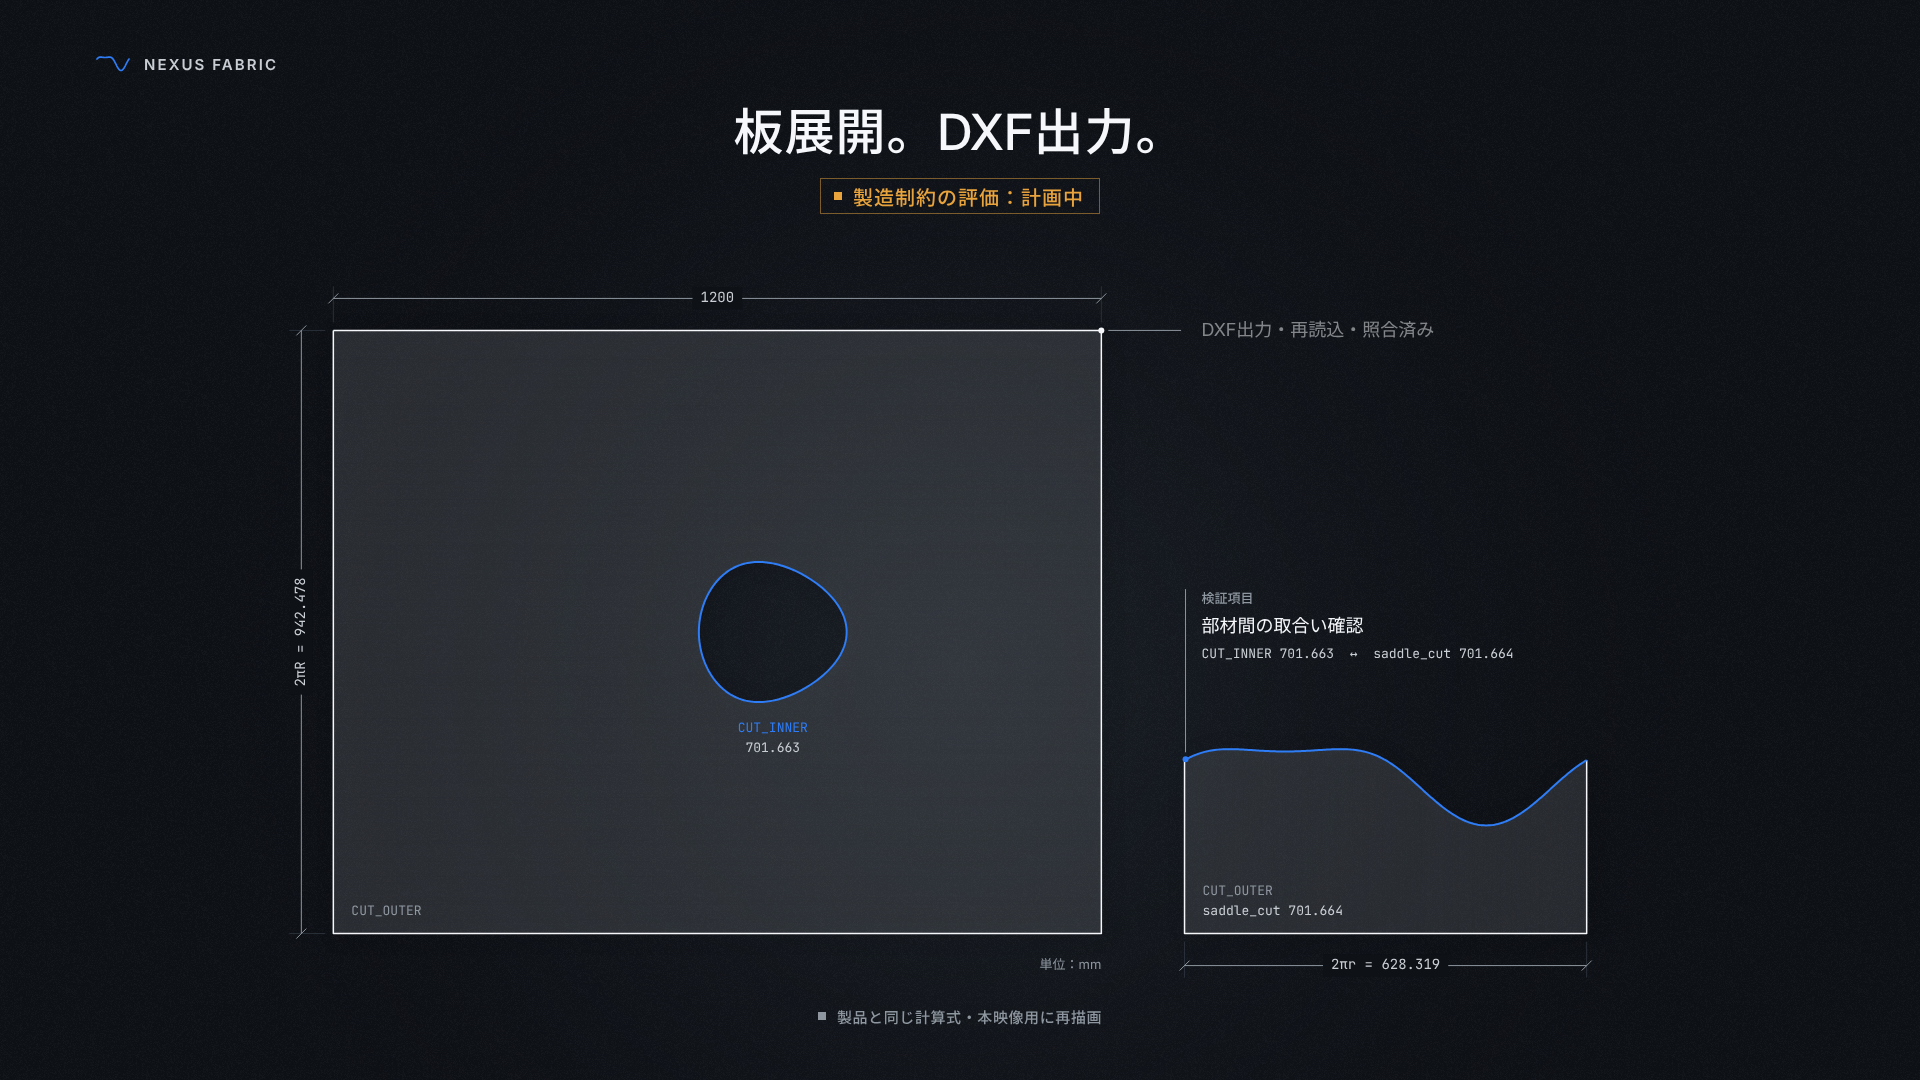 NEXUS FABRIC
板展開。DXF出力。
製造制約の評価：計画中
1200
DXF出力・再読込・照合済み
2πR = 942.478
検証項目
部材間の取合い確認
CUT_INNER 701.663 ↔ saddle_cut 701.664
CUT_INNER
701.663
CUT_OUTER
CUT_OUTER
saddle_cut 701.664
単位：mm
2πr = 628.319
製品と同じ計算式・本映像用に再描画